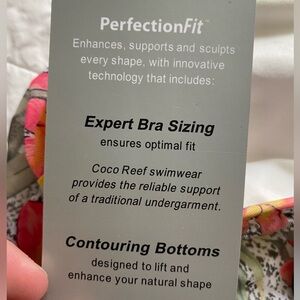 PerfectionFit™
Enhances, supports and sculpts
every shape, with innovative
technology that includes:
Expert Bra Sizing
ensures optimal fit
Coco Reef swimwear
provides the reliable support
of a traditional undergarment.
Contouring Bottoms
designed to lift and
enhance your natural shape